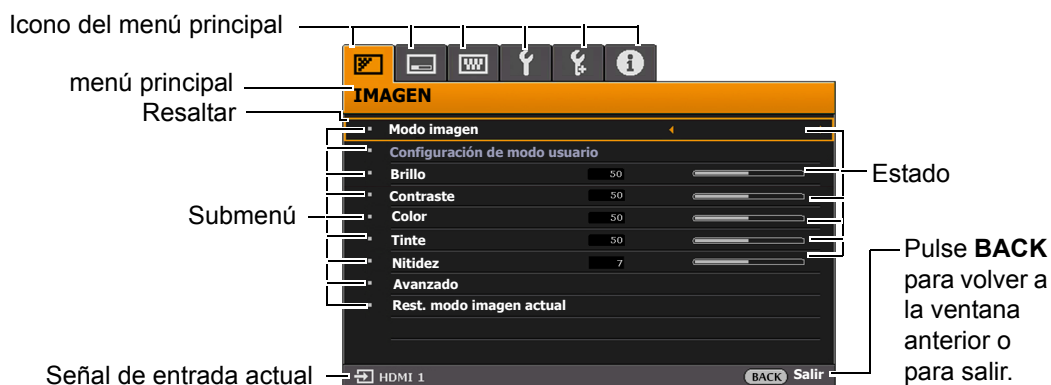 Icono del menú principal
menú principal
Resaltar
IMAGEN
Modo imagen
Configuración de modo usuario
Brillo 50
Contraste 50
Color 50
Tinte 50
Nitidez 7
Avanzado
Rest. modo imagen actual
Submenú
Estado
Pulse BACK
para volver a
la ventana
anterior o
para salir.
Señal de entrada actual
HDMI 1
BACK Salir